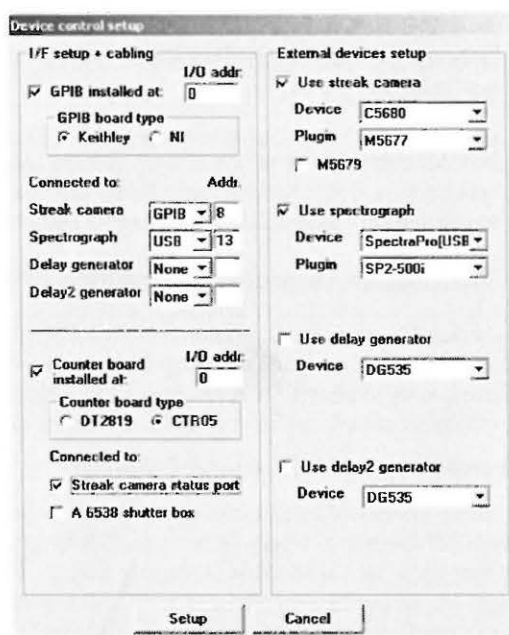 Device control setup
I/F setup + cabling
I/O addr:
GPIB installed at:
0
GPIB board type
Keithley
NI
Connected to:
Addr.
Streak camera
GPIB
8
Spectrograph
USB
13
Delay generator
None
Delay2 generator
None
Counter board
installed at:
I/O addr:
0
Counter board type
DT2819
CTR05
Connected to:
Streak camera status port
A 6538 shutter box
External devices setup
Use streak camera
Device
C5680
Plugin
M5677
M5679
Use spectrograph
Device
SpectraPro[USB
Plugin
SP2-500i
Use delay generator
Device
DG535
Use delay2 generator
Device
DG535
Setup
Cancel